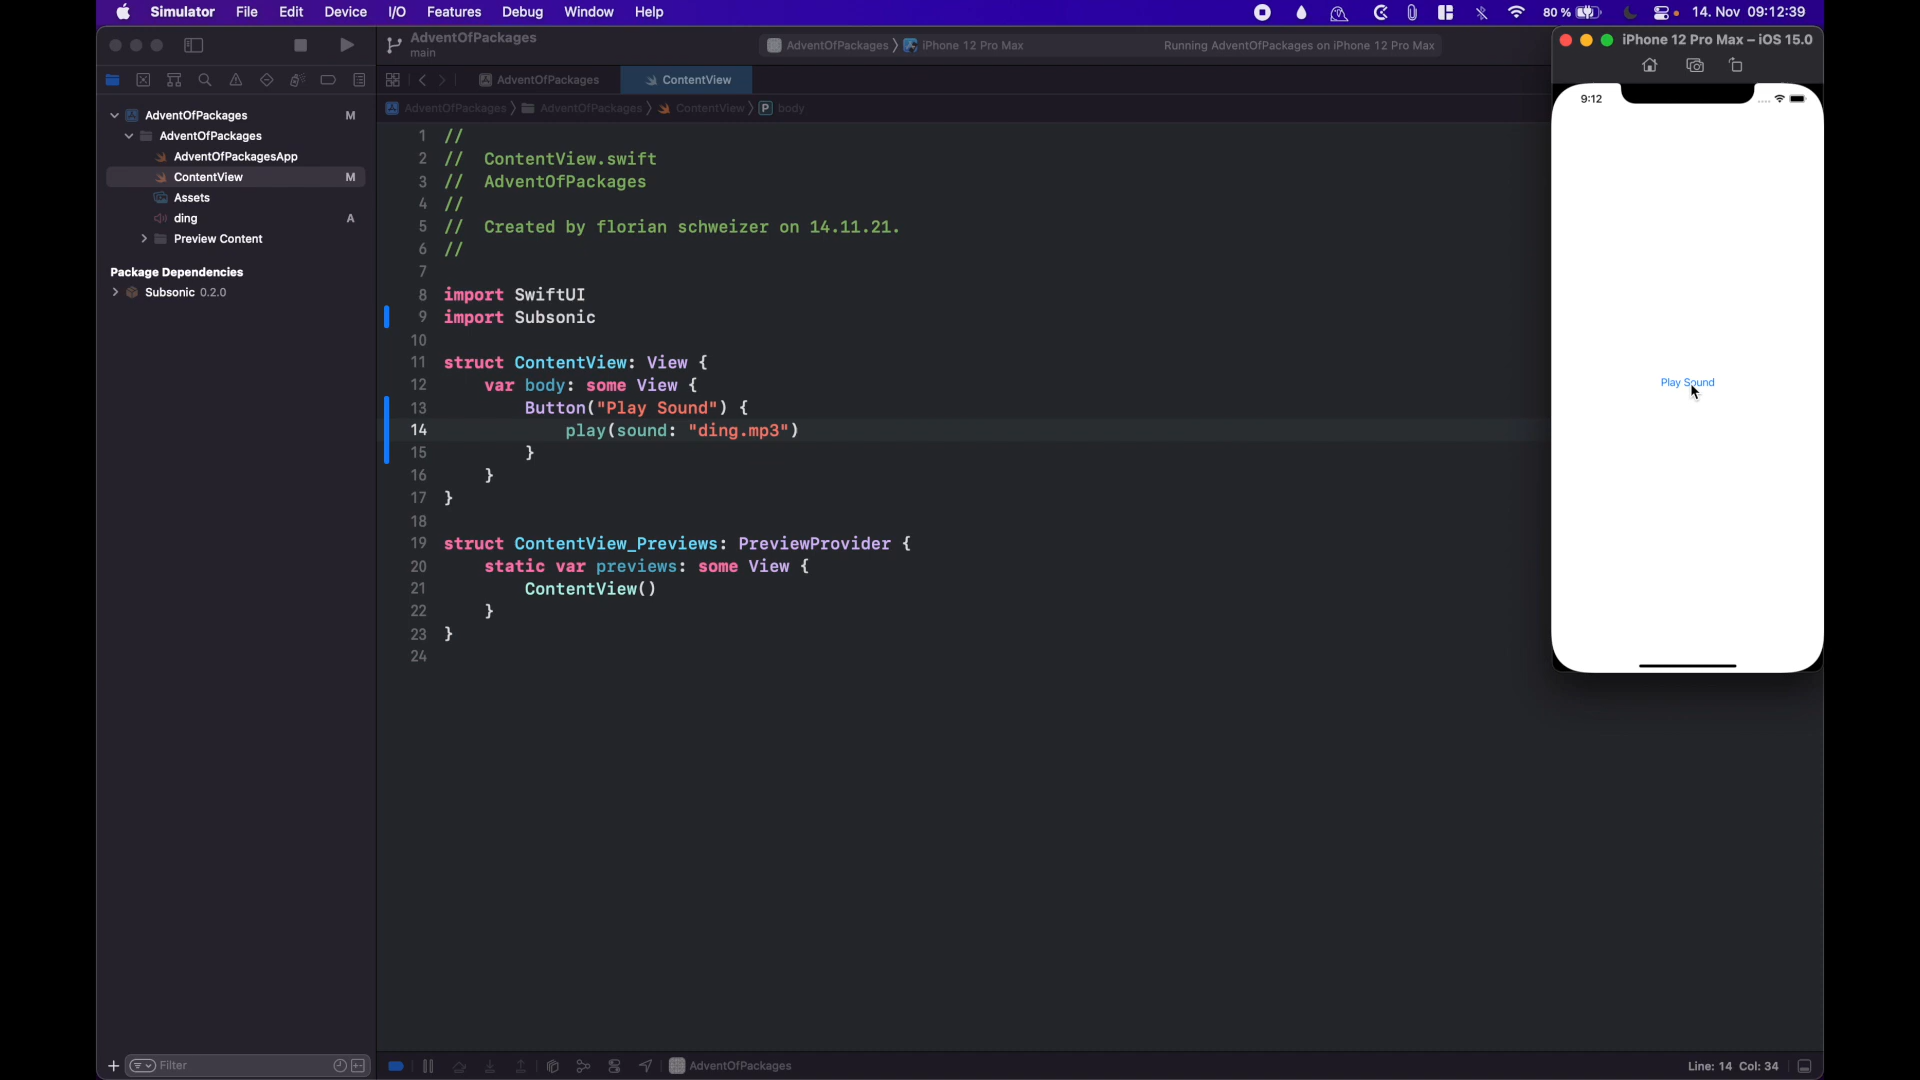 Simulator File Edit Device I/O Features Debug Window Help 80 % 14. Nov 09:12:39
AdventOfPackages
main
AdventOfPackages iPhone 12 Pro Max Running AdventOfPackages on iPhone 12 Pro Max
iPhone 12 Pro Max – iOS 15.0
AdventOfPackages ContentView
AdventOfPackages AdventOfPackages ContentView P body
AdventOfPackages M
AdventOfPackages
AdventOfPackagesApp
ContentView M
Assets
ding A
Preview Content
Package Dependencies
Subsonic 0.2.0
1 //
2 // ContentView.swift
3 // AdventOfPackages
4 //
5 // Created by florian schweizer on 14.11.21.
6 //
7
8 import SwiftUI
9 import Subsonic
10
11 struct ContentView: View {
12 var body: some View {
13 Button("Play Sound") {
14 play(sound: "ding.mp3")
15 }
16 }
17 }
18
19 struct ContentView_Previews: PreviewProvider {
20 static var previews: some View {
21 ContentView()
22 }
23 }
24
9:12
Play Sound
Filter
AdventOfPackages
Line: 14 Col: 34